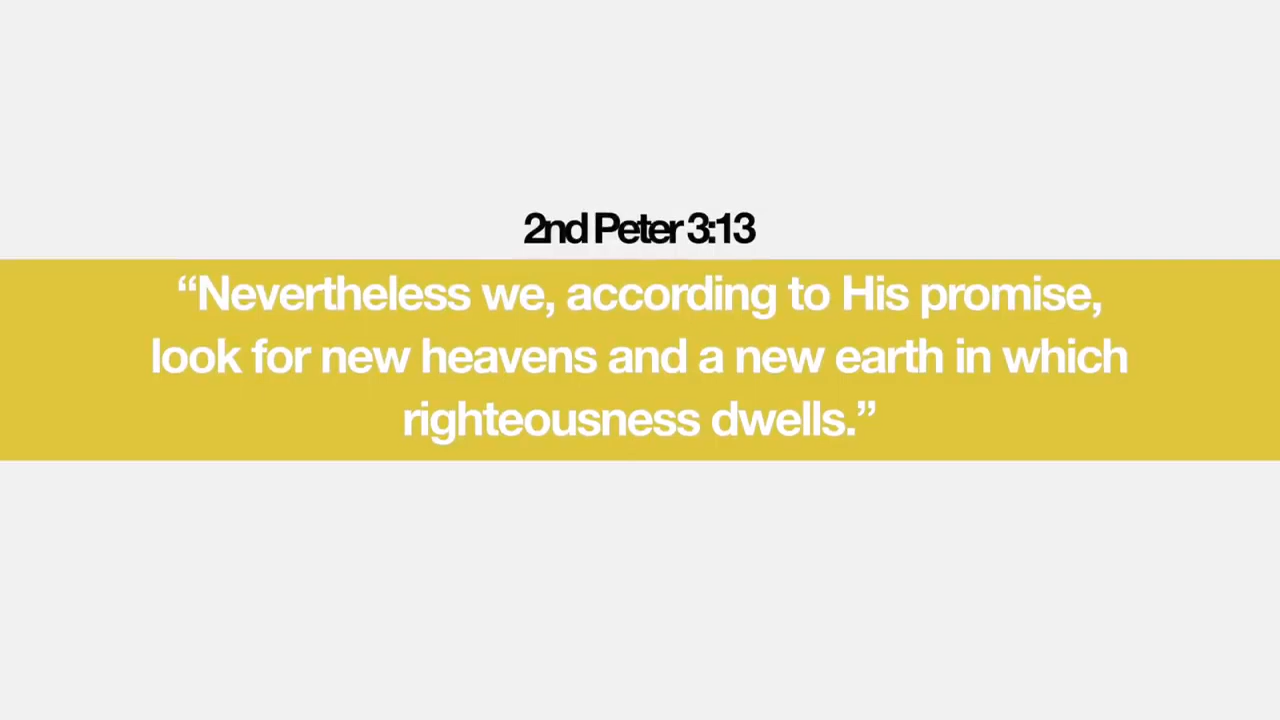 2nd Peter 3:13
“Nevertheless we, according to His promise,
look for new heavens and a new earth in which
righteousness dwells.”